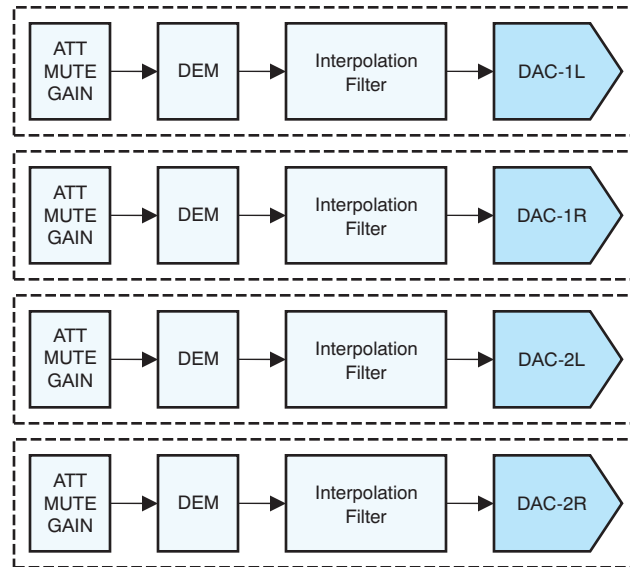 ATT
MUTE
GAIN
DEM
Interpolation
Filter
DAC-1L
ATT
MUTE
GAIN
DEM
Interpolation
Filter
DAC-1R
ATT
MUTE
GAIN
DEM
Interpolation
Filter
DAC-2L
ATT
MUTE
GAIN
DEM
Interpolation
Filter
DAC-2R